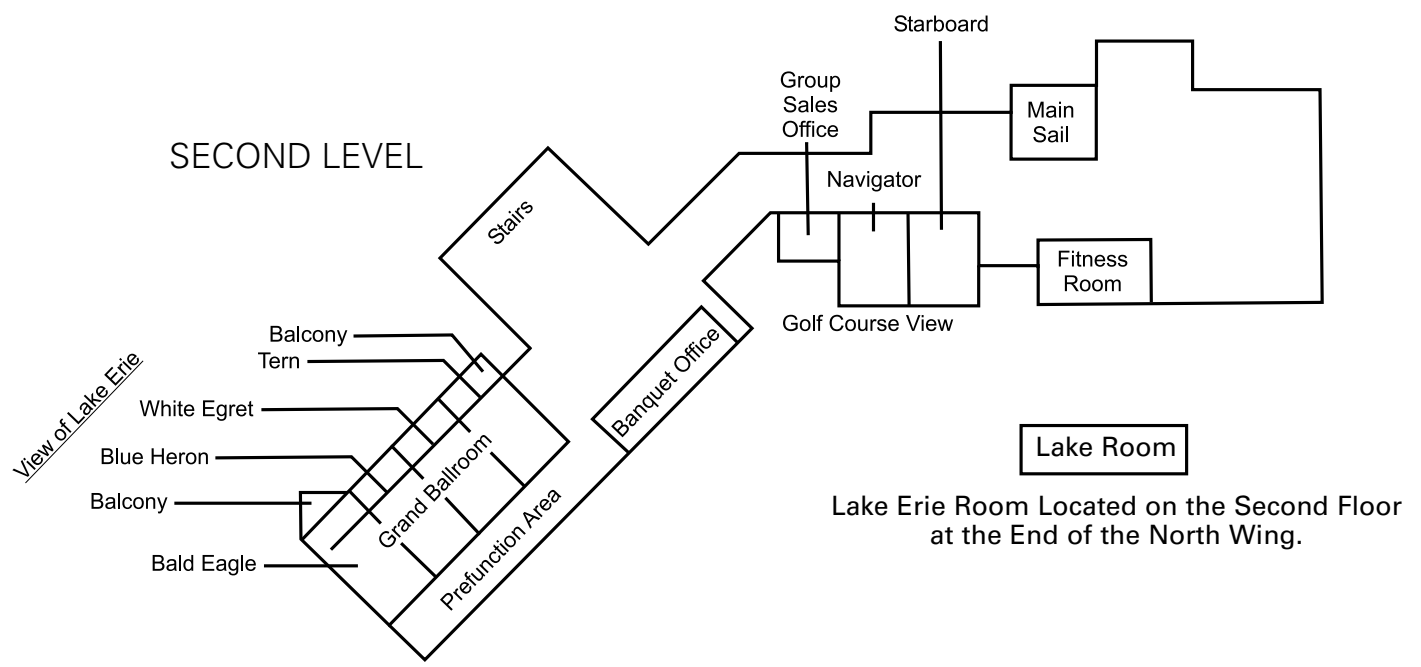 Starboard
Group
Sales
Office
Main
Sail
SECOND LEVEL
Navigator
Stairs
Fitness
Room
Golf Course View
Balcony
Tern
Banquet Office
View of Lake Erie
White Egret
Blue Heron
Grand Ballroom
Lake Room
Balcony
Prefunction Area
Lake Erie Room Located on the Second Floor
at the End of the North Wing.
Bald Eagle